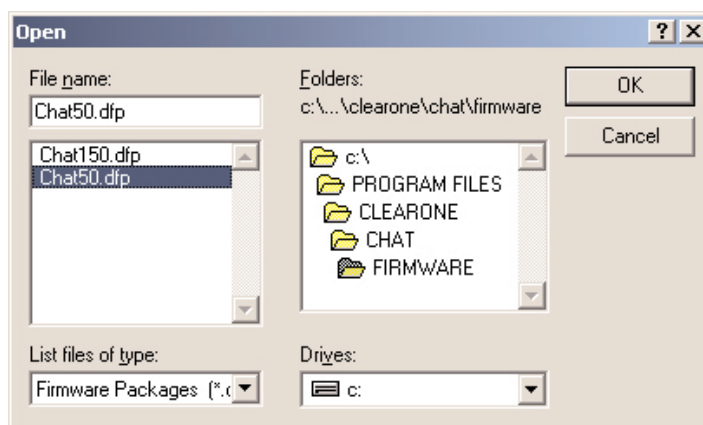 Open
File name:
Chat50.dfp
Chat150.dfp
Chat50.dfp
List files of type:
Firmware Packages (*.
Folders:
c:\...\clearone\chat\firmware
c:\
PROGRAM FILES
CLEARONE
CHAT
FIRMWARE
Drives:
c:
OK
Cancel